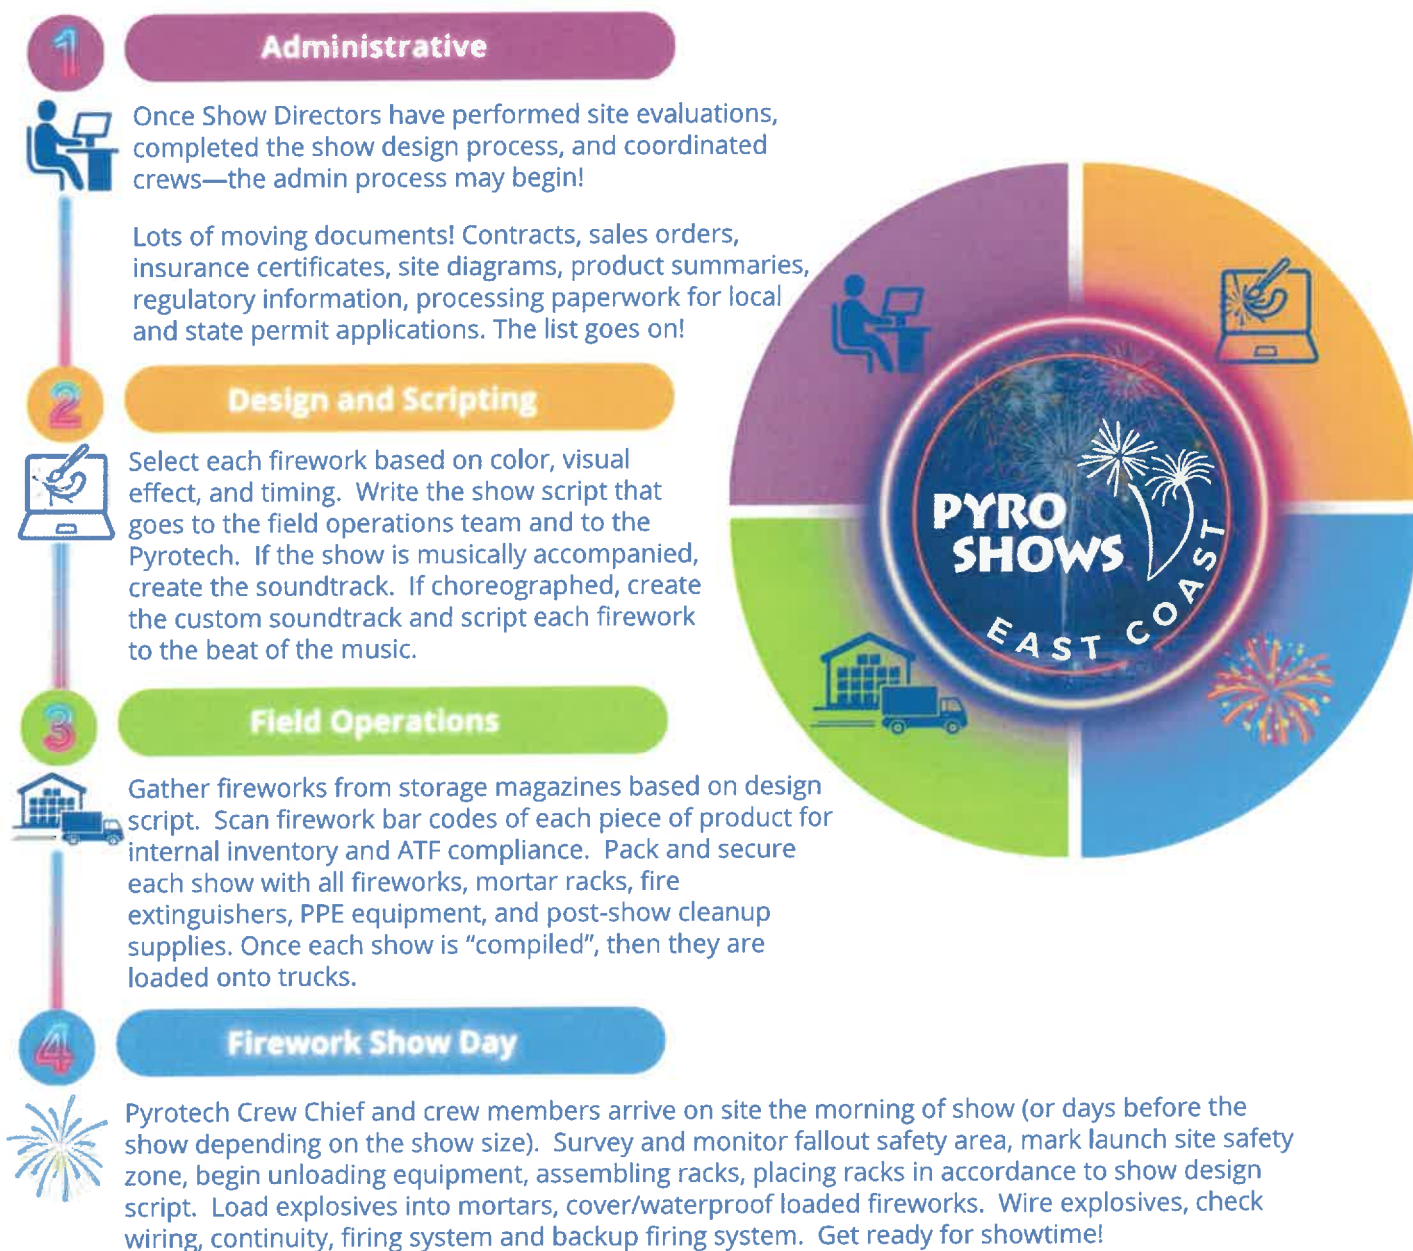 1
Administrative
Once Show Directors have performed site evaluations,
completed the show design process, and coordinated
crews—the admin process may begin!
Lots of moving documents! Contracts, sales orders,
insurance certificates, site diagrams, product summaries,
regulatory information, processing paperwork for local
and state permit applications. The list goes on!
2
Design and Scripting
Select each firework based on color, visual
effect, and timing. Write the show script that
goes to the field operations team and to the
Pyrotech. If the show is musically accompanied,
create the soundtrack. If choreographed, create
the custom soundtrack and script each firework
to the beat of the music.
3
Field Operations
Gather fireworks from storage magazines based on design
script. Scan firework bar codes of each piece of product for
internal inventory and ATF compliance. Pack and secure
each show with all fireworks, mortar racks, fire
extinguishers, PPE equipment, and post-show cleanup
supplies. Once each show is “compiled”, then they are
loaded onto trucks.
4
Firework Show Day
Pyrotech Crew Chief and crew members arrive on site the morning of show (or days before the
show depending on the show size). Survey and monitor fallout safety area, mark launch site safety
zone, begin unloading equipment, assembling racks, placing racks in accordance to show design
script. Load explosives into mortars, cover/waterproof loaded fireworks. Wire explosives, check
wiring, continuity, firing system and backup firing system. Get ready for showtime!
PYRO
SHOWS
EAST COAST